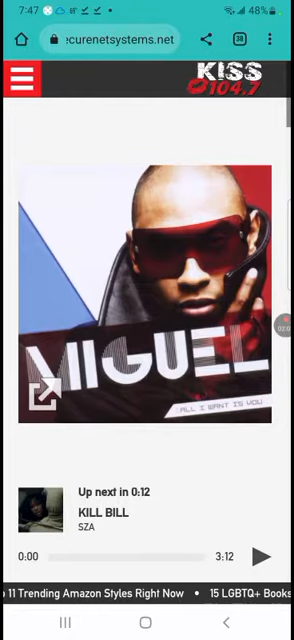 7:47
48%
ecurenetsystems.net
38
KISS
104.7
MIGUEL
ALL I WANT IS YOU
Up next in 0:12
KILL BILL
SZA
0:00
3:12
11 Trending Amazon Styles Right Now • 15 LGBTQ+ Books